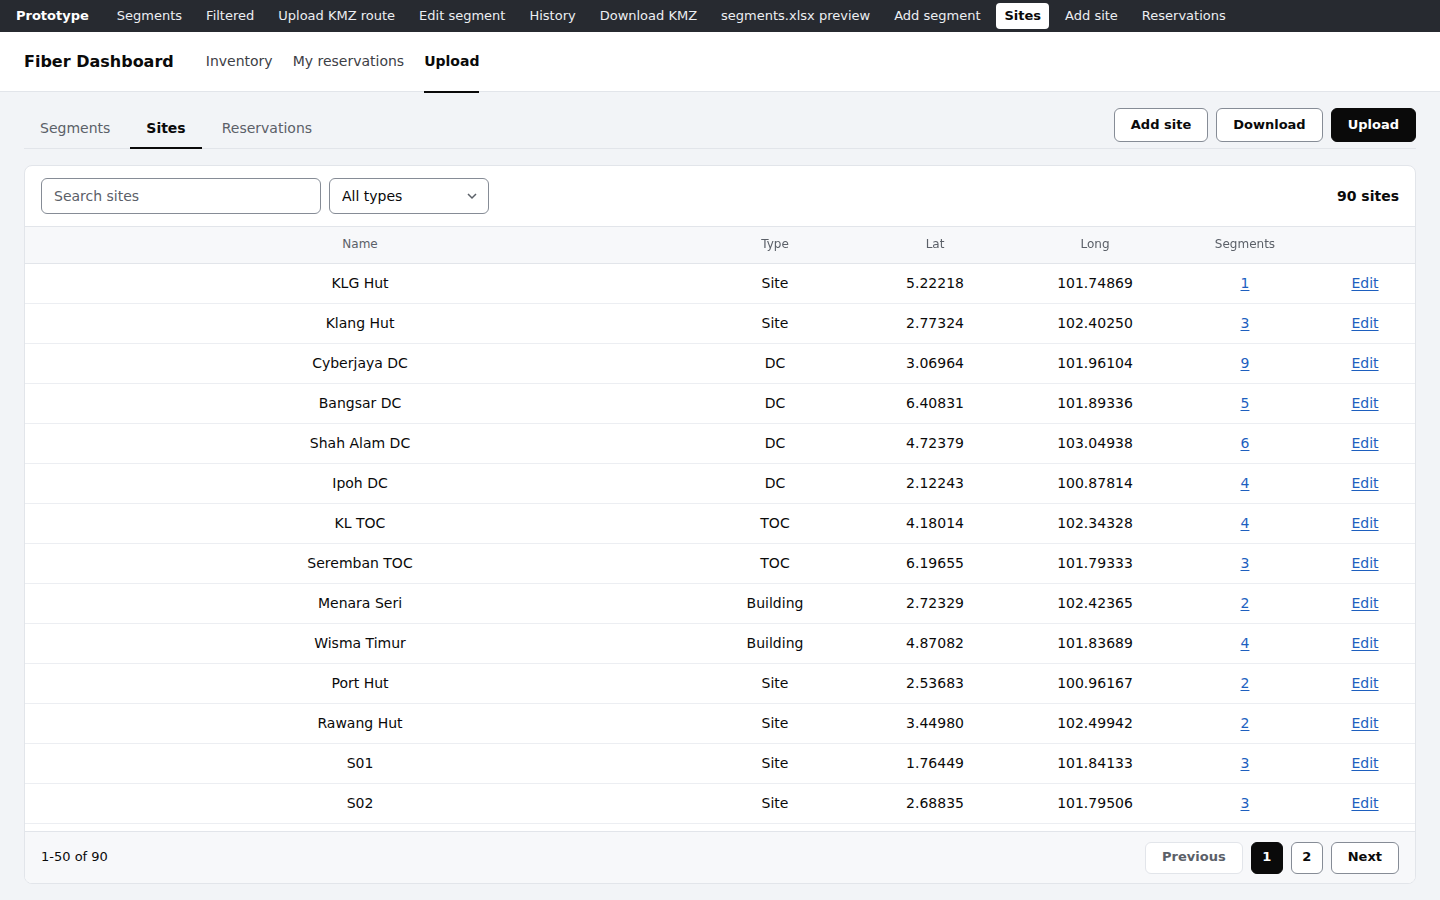 Prototype Segments Filtered Upload KMZ route Edit segment History Download KMZ segments.xlsx preview Add segment Sites Add site Reservations
Fiber Dashboard Inventory My reservations Upload
Segments Sites Reservations Add site Download Upload
Search sites All types 90 sites
Name Type Lat Long Segments
KLG Hut Site 5.22218 101.74869 1 Edit
Klang Hut Site 2.77324 102.40250 3 Edit
Cyberjaya DC DC 3.06964 101.96104 9 Edit
Bangsar DC DC 6.40831 101.89336 5 Edit
Shah Alam DC DC 4.72379 103.04938 6 Edit
Ipoh DC DC 2.12243 100.87814 4 Edit
KL TOC TOC 4.18014 102.34328 4 Edit
Seremban TOC TOC 6.19655 101.79333 3 Edit
Menara Seri Building 2.72329 102.42365 2 Edit
Wisma Timur Building 4.87082 101.83689 4 Edit
Port Hut Site 2.53683 100.96167 2 Edit
Rawang Hut Site 3.44980 102.49942 2 Edit
S01 Site 1.76449 101.84133 3 Edit
S02 Site 2.68835 101.79506 3 Edit
1-50 of 90 Previous 1 2 Next